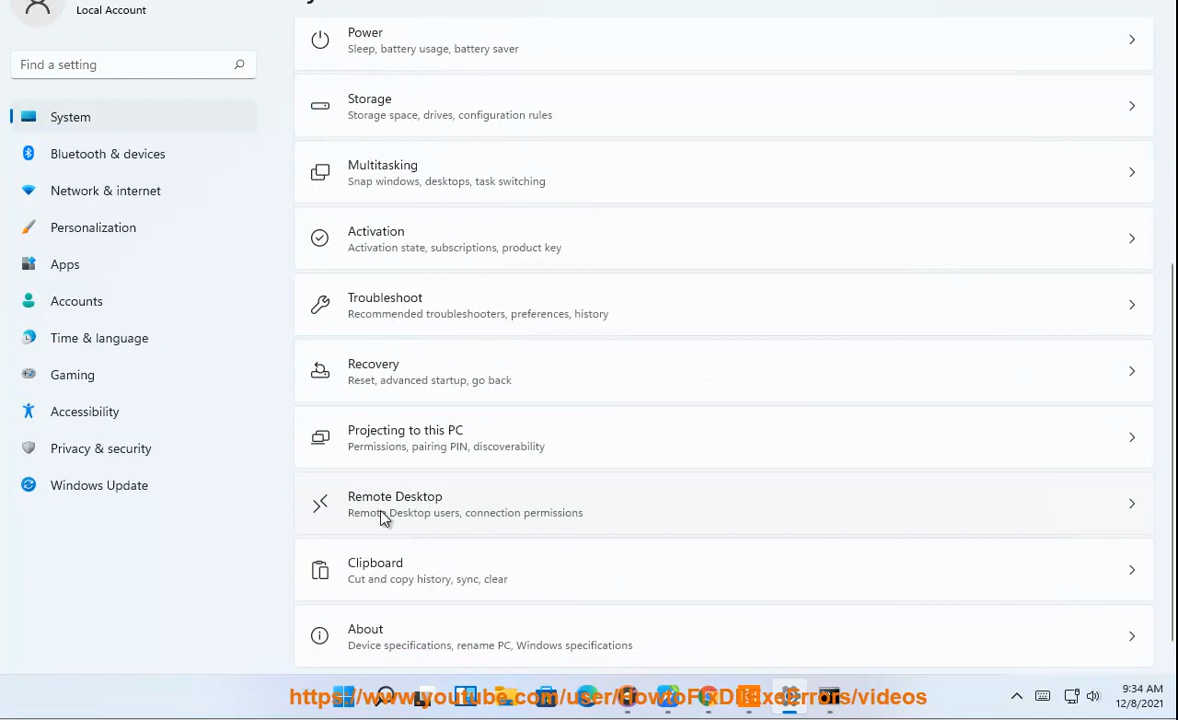 Local Account
Find a setting
System
Bluetooth & devices
Network & internet
Personalization
Apps
Accounts
Time & language
Gaming
Accessibility
Privacy & security
Windows Update
Power
Sleep, battery usage, battery saver
Storage
Storage space, drives, configuration rules
Multitasking
Snap windows, desktops, task switching
Activation
Activation state, subscriptions, product key
Troubleshoot
Recommended troubleshooters, preferences, history
Recovery
Reset, advanced startup, go back
Projecting to this PC
Permissions, pairing PIN, discoverability
Remote Desktop
Remote Desktop users, connection permissions
Clipboard
Cut and copy history, sync, clear
About
Device specifications, rename PC, Windows specifications
9:34 AM
12/8/2021